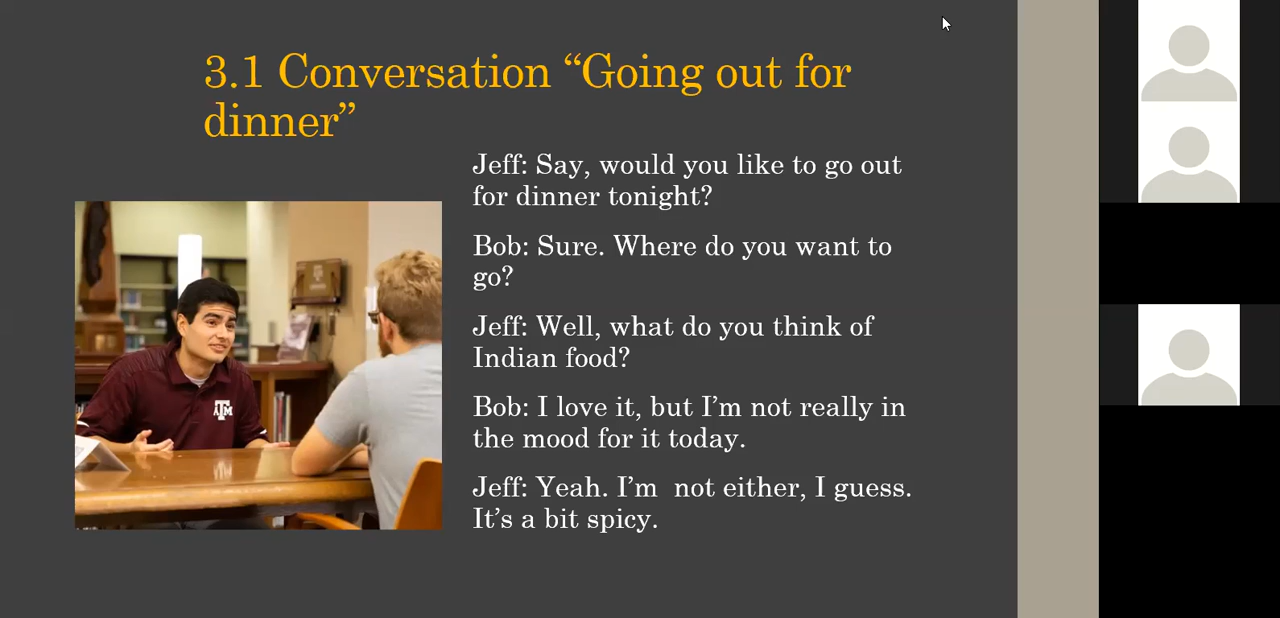 3.1 Conversation “Going out for
dinner”
Jeff: Say, would you like to go out
for dinner tonight?
Bob: Sure. Where do you want to
go?
Jeff: Well, what do you think of
Indian food?
Bob: I love it, but I’m not really in
the mood for it today.
Jeff: Yeah. I’m  not either, I guess.
It’s a bit spicy.
ATM